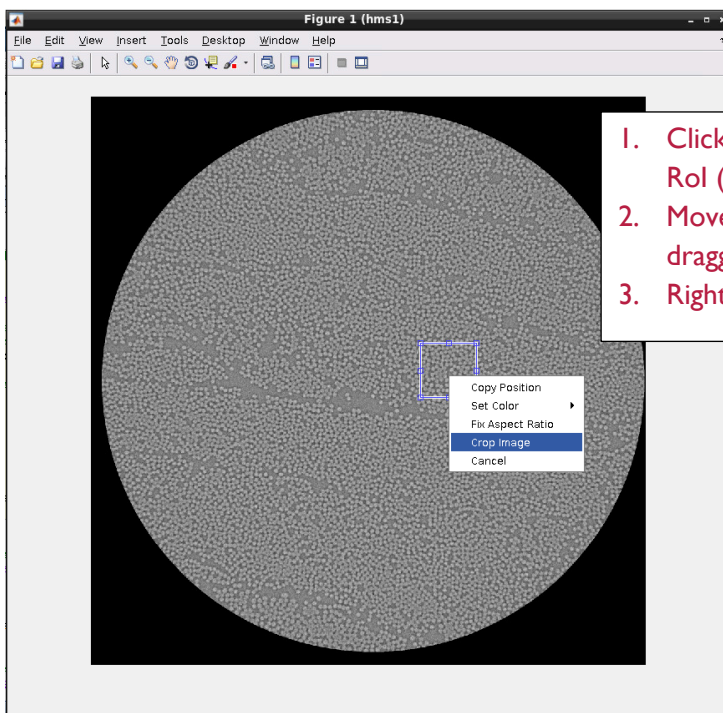 Figure 1 (hms1)
File Edit View Insert Tools Desktop Window Help
1. Click
RoI (
2. Move
dragg
3. Right
Copy Position
Set Color
Fix Aspect Ratio
Crop Image
Cancel